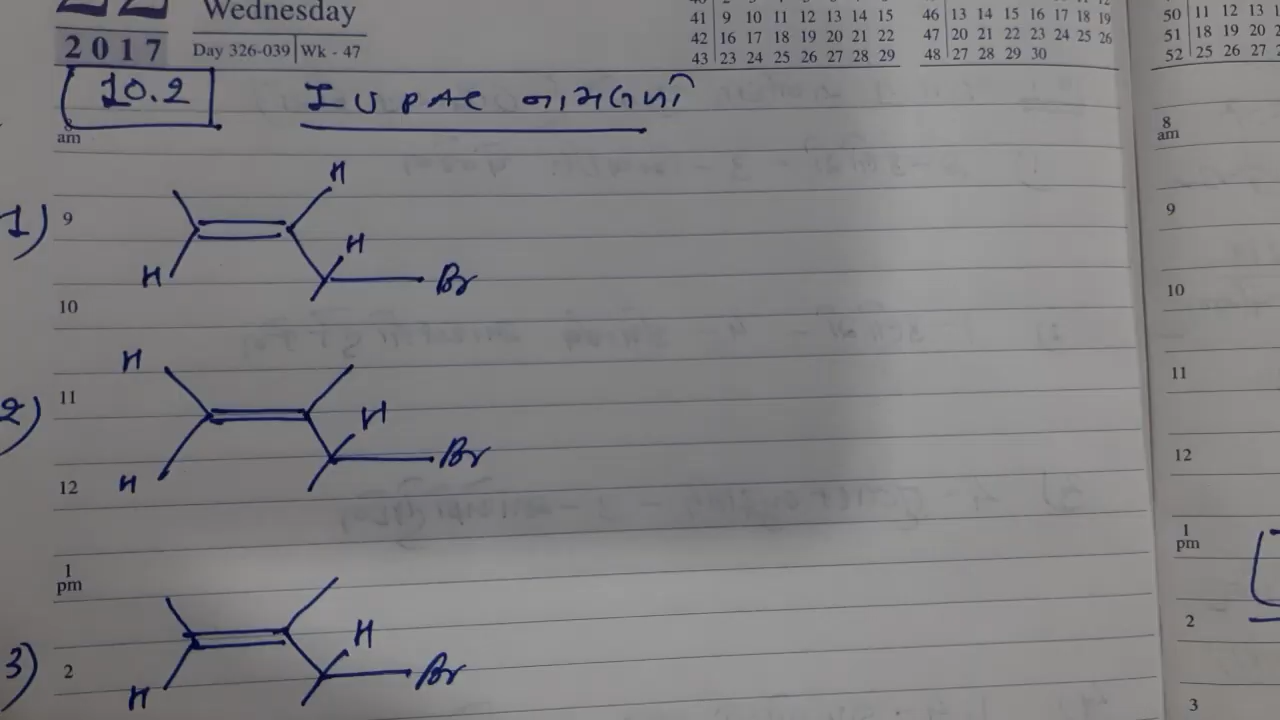 22
Wednesday
2017
Day 326-039 Wk - 47
41 9 10 11 12 13 14 15
42 16 17 18 19 20 21 22
43 23 24 25 26 27 28 29
46 13 14 15 16 17 18 19
47 20 21 22 23 24 25 26
48 27 28 29 30
50 11 12 13
51 18 19 20
52 25 26 27
10.2 IUPAC નામકરણ
8
am
8
am
1) 9
H
H
H
Br
9
10
10
2) 11
H
H
H
Br
11
12
12
1
pm
1
pm
3) 2
H
H
Br
2
3